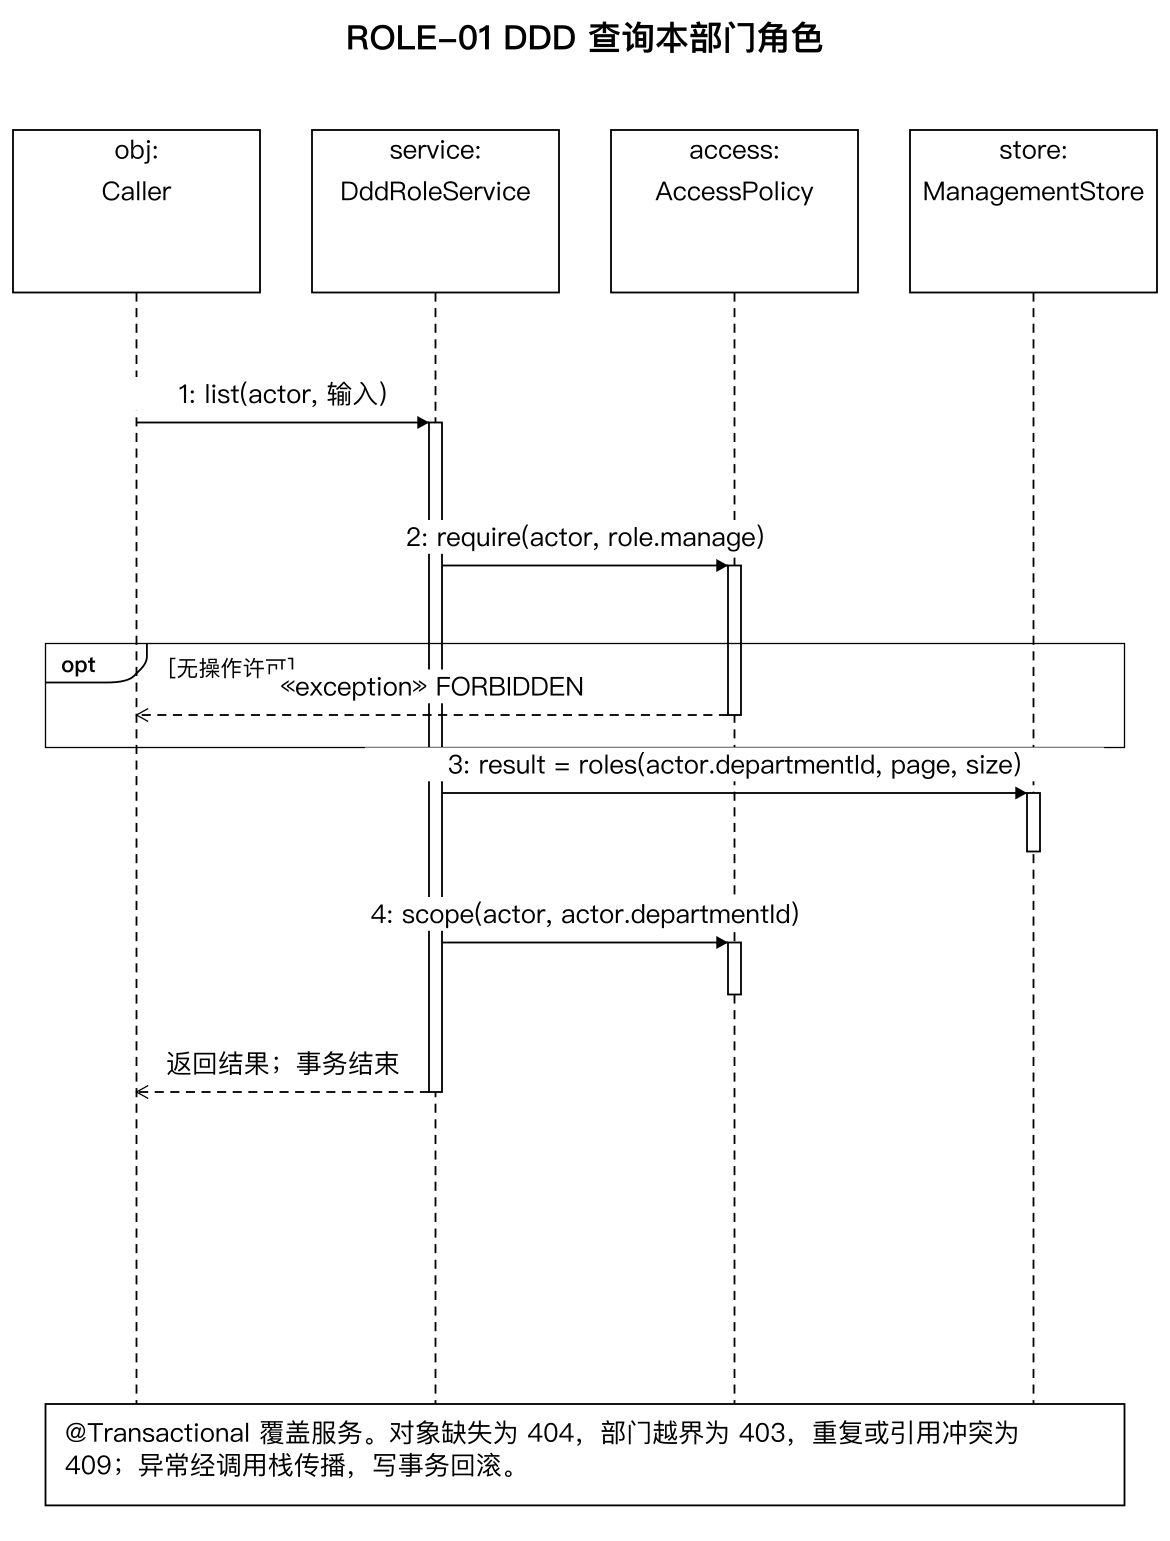 ROLE-01 DDD 查询本部门角色
obj:
Caller
service:
DddRoleService
access:
AccessPolicy
store:
ManagementStore
1: list(actor, 输入)
2: require(actor, role.manage)
opt
[无操作许可]
«exception» FORBIDDEN
3: result = roles(actor.departmentId, page, size)
4: scope(actor, actor.departmentId)
返回结果；事务结束
@Transactional 覆盖服务。对象缺失为 404，部门越界为 403，重复或引用冲突为
409；异常经调用栈传播，写事务回滚。